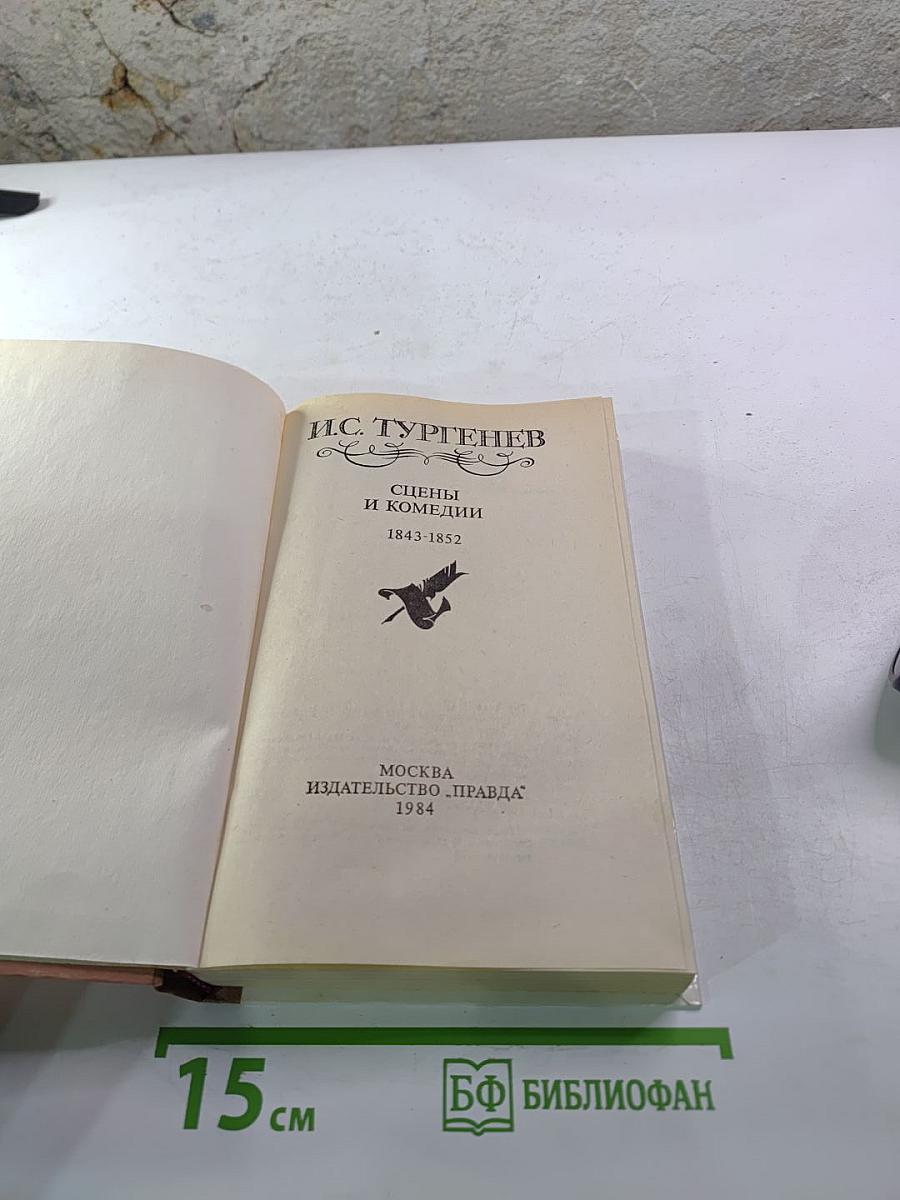 И.С. ТУРГЕНЕВ
СЦЕНЫ
И КОМЕДИИ
1843-1852
МОСКВА
ИЗДАТЕЛЬСТВО „ПРАВДА“
1984
15 см
БФ БИБЛИОФАН